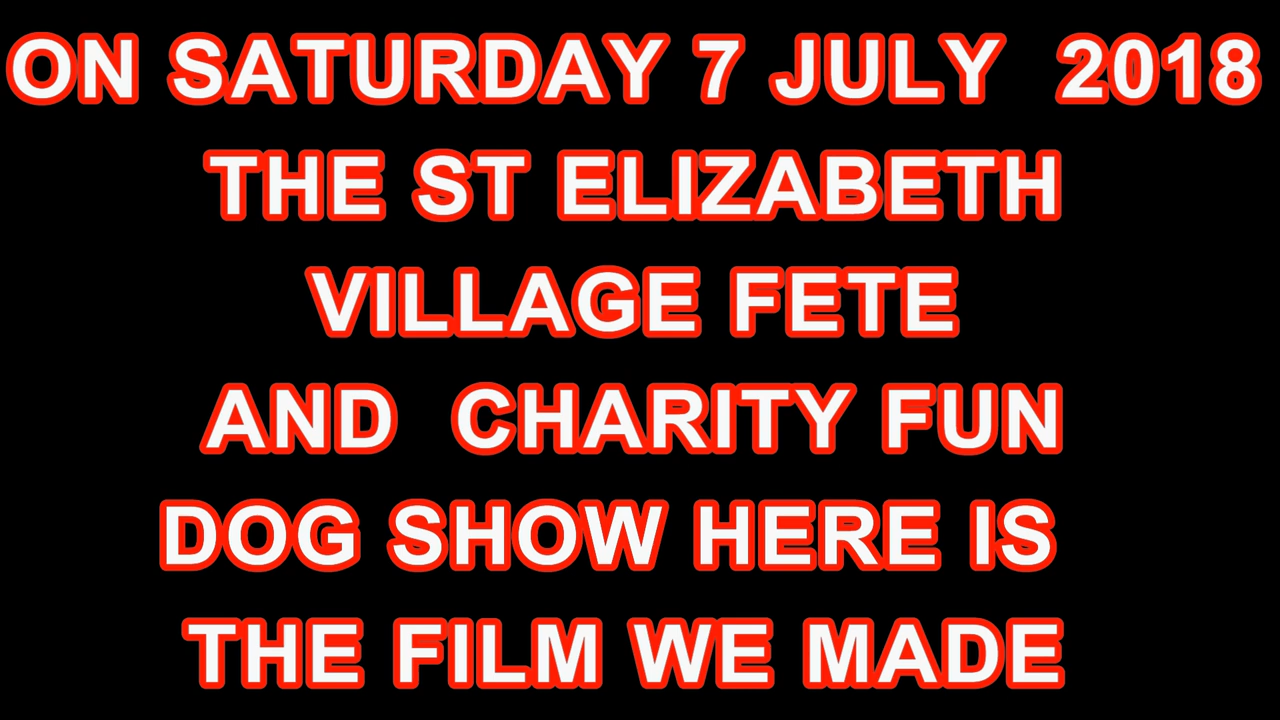 ON SATURDAY 7 JULY  2018
THE ST ELIZABETH
VILLAGE FETE
AND  CHARITY FUN
DOG SHOW HERE IS
THE FILM WE MADE